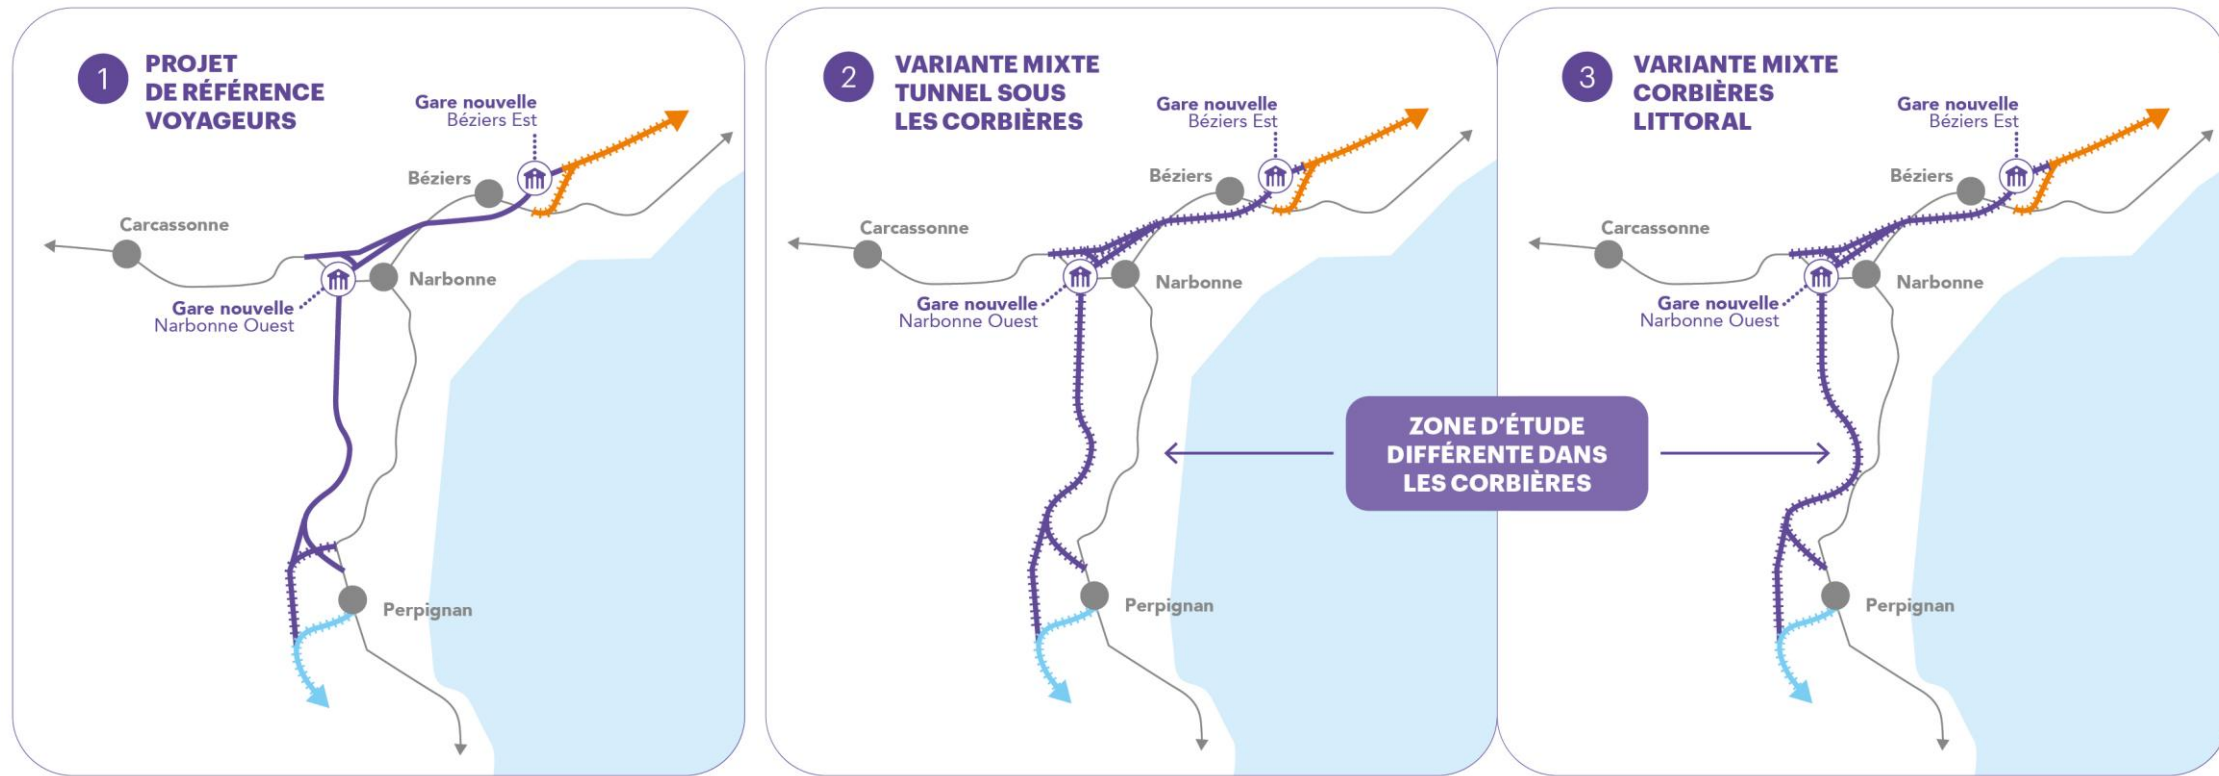 1
PROJET
DE RÉFÉRENCE
VOYAGEURS
Gare nouvelle
Béziers Est
Béziers
Carcassonne
Narbonne
Gare nouvelle
Narbonne Ouest
Perpignan
2
VARIANTE MIXTE
TUNNEL SOUS
LES CORBIÈRES
Gare nouvelle
Béziers Est
Béziers
Carcassonne
Narbonne
Gare nouvelle
Narbonne Ouest
Perpignan
ZONE D'ÉTUDE
DIFFÉRENTE DANS
LES CORBIÈRES
3
VARIANTE MIXTE
CORBIÈRES
LITTORAL
Gare nouvelle
Béziers Est
Béziers
Carcassonne
Narbonne
Gare nouvelle
Narbonne Ouest
Perpignan